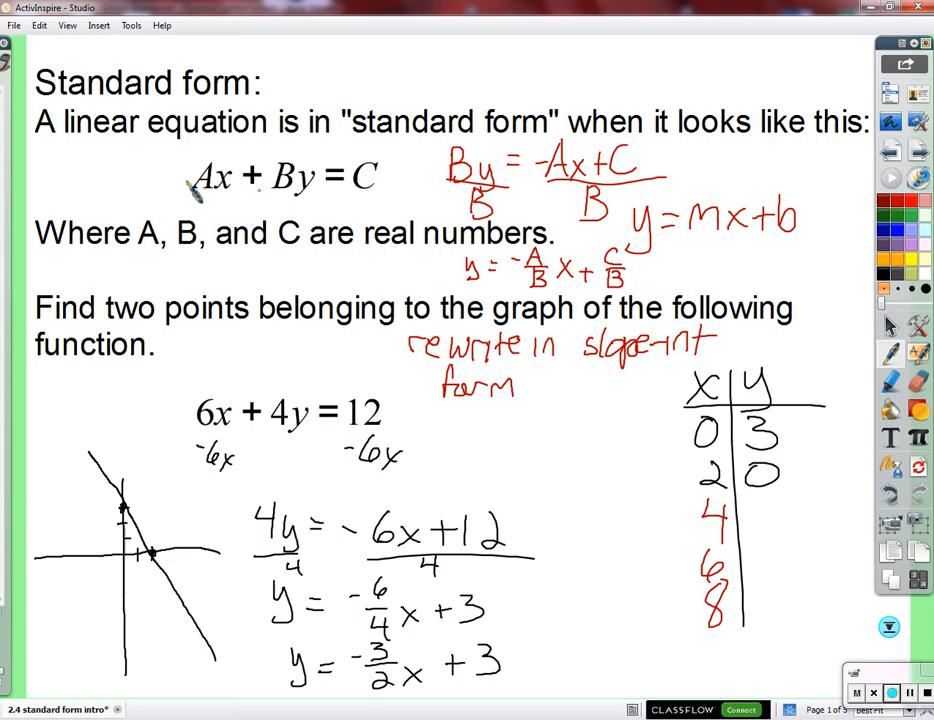 ActivInspire - Studio
File Edit View Insert Tools Help
Standard form:
A linear equation is in "standard form" when it looks like this:
Ax + By = C
By = -Ax+C
B B
y = mx+b
Where A, B, and C are real numbers.
y = -A/B x + C/B
Find two points belonging to the graph of the following
function.
rewrite in slope-int
form
x y
6x + 4y = 12
-6x -6x
0 3
2 0
4
6
8
4y = -6x+12
4 4
y = -6/4 x + 3
y = -3/2 x + 3
2.4 standard form intro*
CLASSFLOW Connect
Page 1 of 5
Best Fit